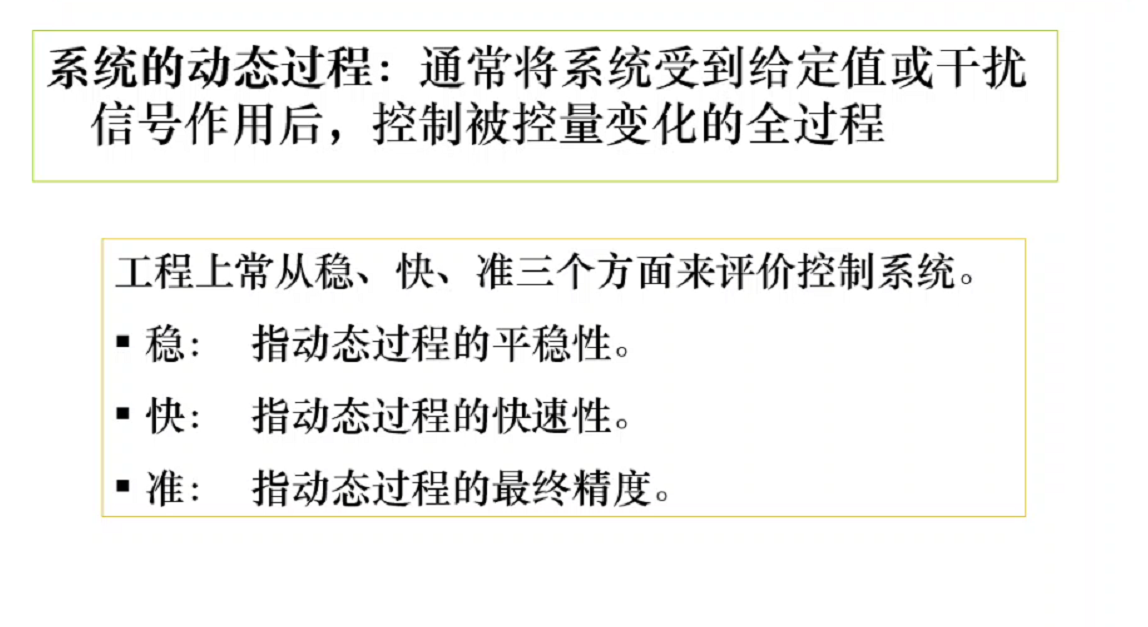 系统的动态过程：通常将系统受到给定值或干扰
信号作用后，控制被控量变化的全过程
工程上常从稳、快、准三个方面来评价控制系统。
▪ 稳： 指动态过程的平稳性。
▪ 快： 指动态过程的快速性。
▪ 准： 指动态过程的最终精度。